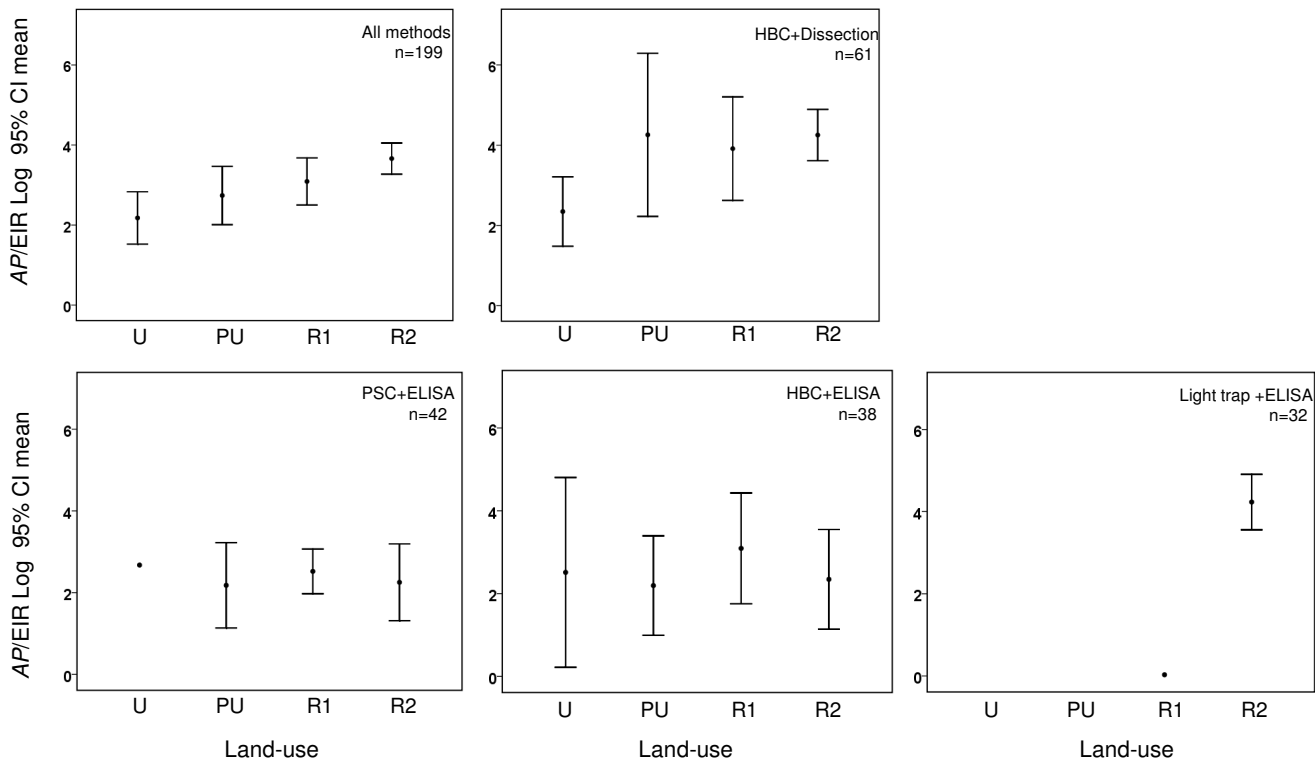 AP/EIR Log 95% CI mean
All methods
n=199
6
4
2
0
U PU R1 R2
HBC+Dissection
n=61
6
4
2
0
U PU R1 R2
AP/EIR Log 95% CI mean
PSC+ELISA
n=42
6
4
2
0
U PU R1 R2
Land-use
HBC+ELISA
n=38
6
4
2
0
U PU R1 R2
Land-use
Light trap +ELISA
n=32
6
4
2
0
U PU R1 R2
Land-use